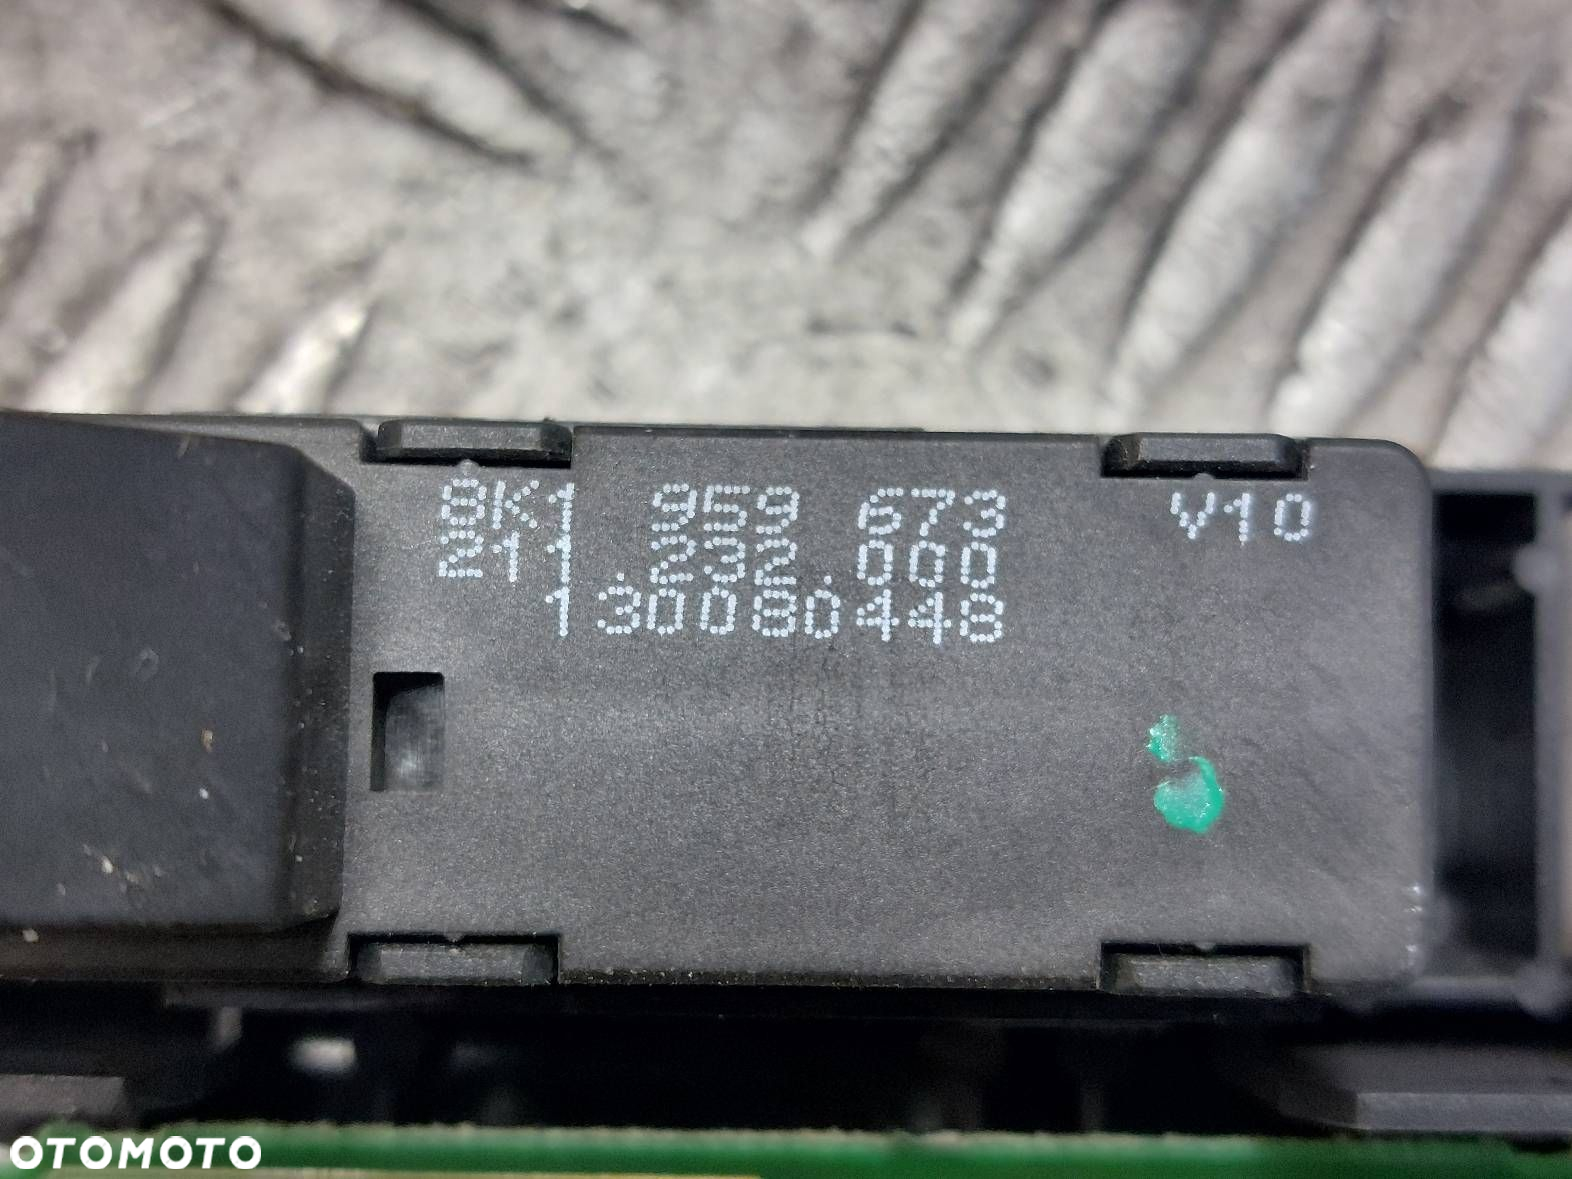 8K1 959 673 V10
211.232.000
130080448
OTOMOTO